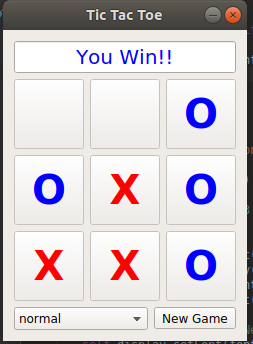 Tic Tac Toe
You Win!!
O
O X O
X X O
normal New Game